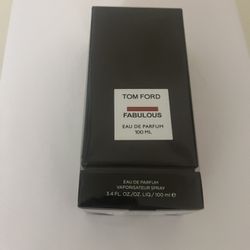 TOM FORD
FABULOUS
EAU DE PARFUM
100 ML
EAU DE PARFUM
VAPORISATEUR SPRAY
3.4 FL. OZ./OZ. LIQ./100 ml ℮